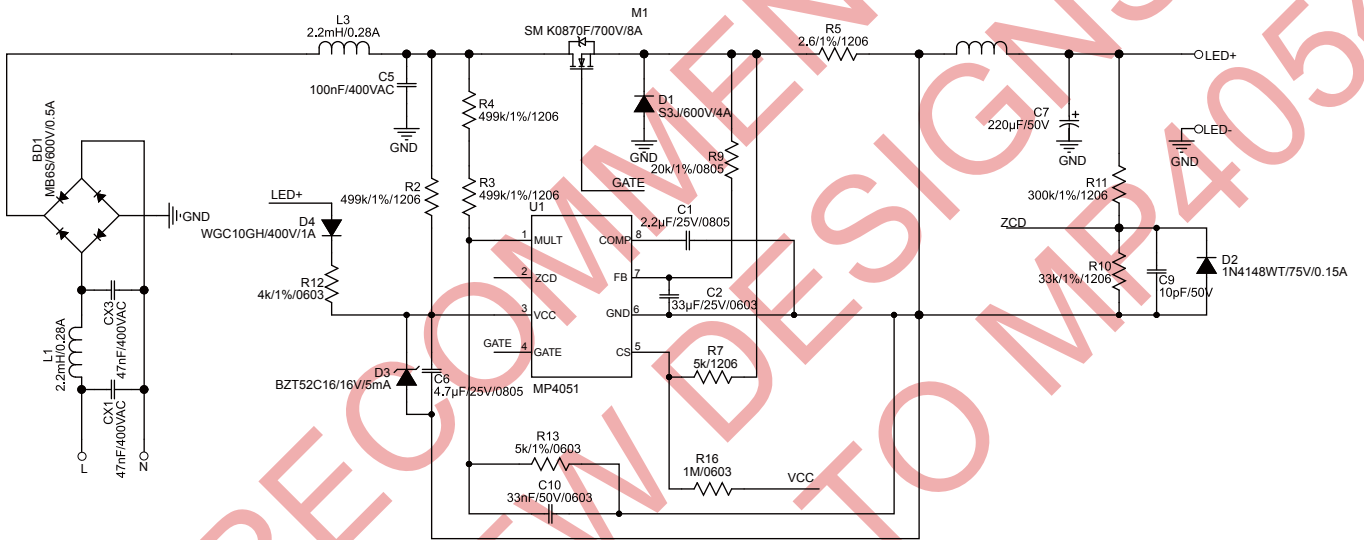 M1
SM K0870F/700V/8A
L3
2.2mH/0.28A
R5
2.6/1%/1206
LED+
C5
100nF/400VAC
GND
R4
499k/1%/1206
D1
S3J/600V/4A
GND
C7
220µF/50V
+
GND
LED-
GND
BD1
MB6S/600V/0.5A
GND
R9
20k/1%/0805
GATE
R2
499k/1%/1206
R3
499k/1%/1206
R11
300k/1%/1206
LED+
D4
WGC10GH/400V/1A
U1
C1
2.2µF/25V/0805
ZCD
1
MULT
COMP
8
2
ZCD
FB
7
3
VCC
GND
6
4
GATE
CS
5
MP4051
GATE
R12
4k/1%/0603
C2
33µF/25V/0603
R10
33k/1%/1206
C9
10pF/50V
D2
1N4148WT/75V/0.15A
CX3
47nF/400VAC
L1
2.2mH/0.28A
CX1
47nF/400VAC
D3
BZT52C16/16V/5mA
C6
4.7µF/25V/0805
R7
5k/1206
R13
5k/1%/0603
C10
33nF/50V/0603
R16
1M/0603
VCC
L
N
RECOMMEN
EW DESIGNS
TO MP4054